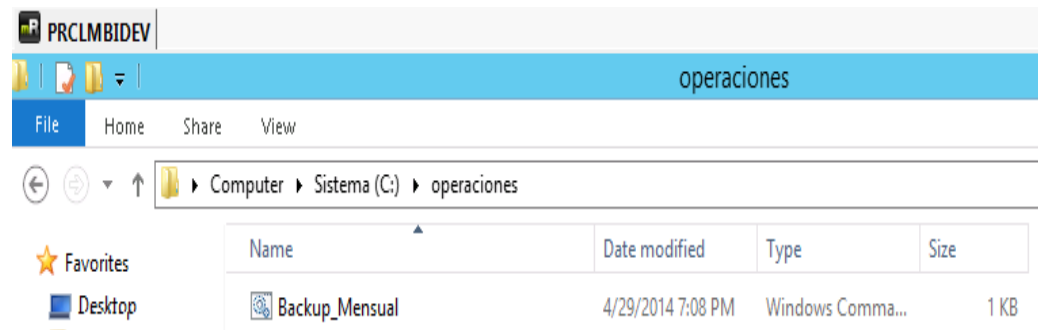 mR PRCLMBIDEV
operaciones
File Home Share View
Computer Sistema (C:) operaciones
Name Date modified Type Size
Favorites
Desktop
Backup_Mensual 4/29/2014 7:08 PM Windows Comma... 1 KB